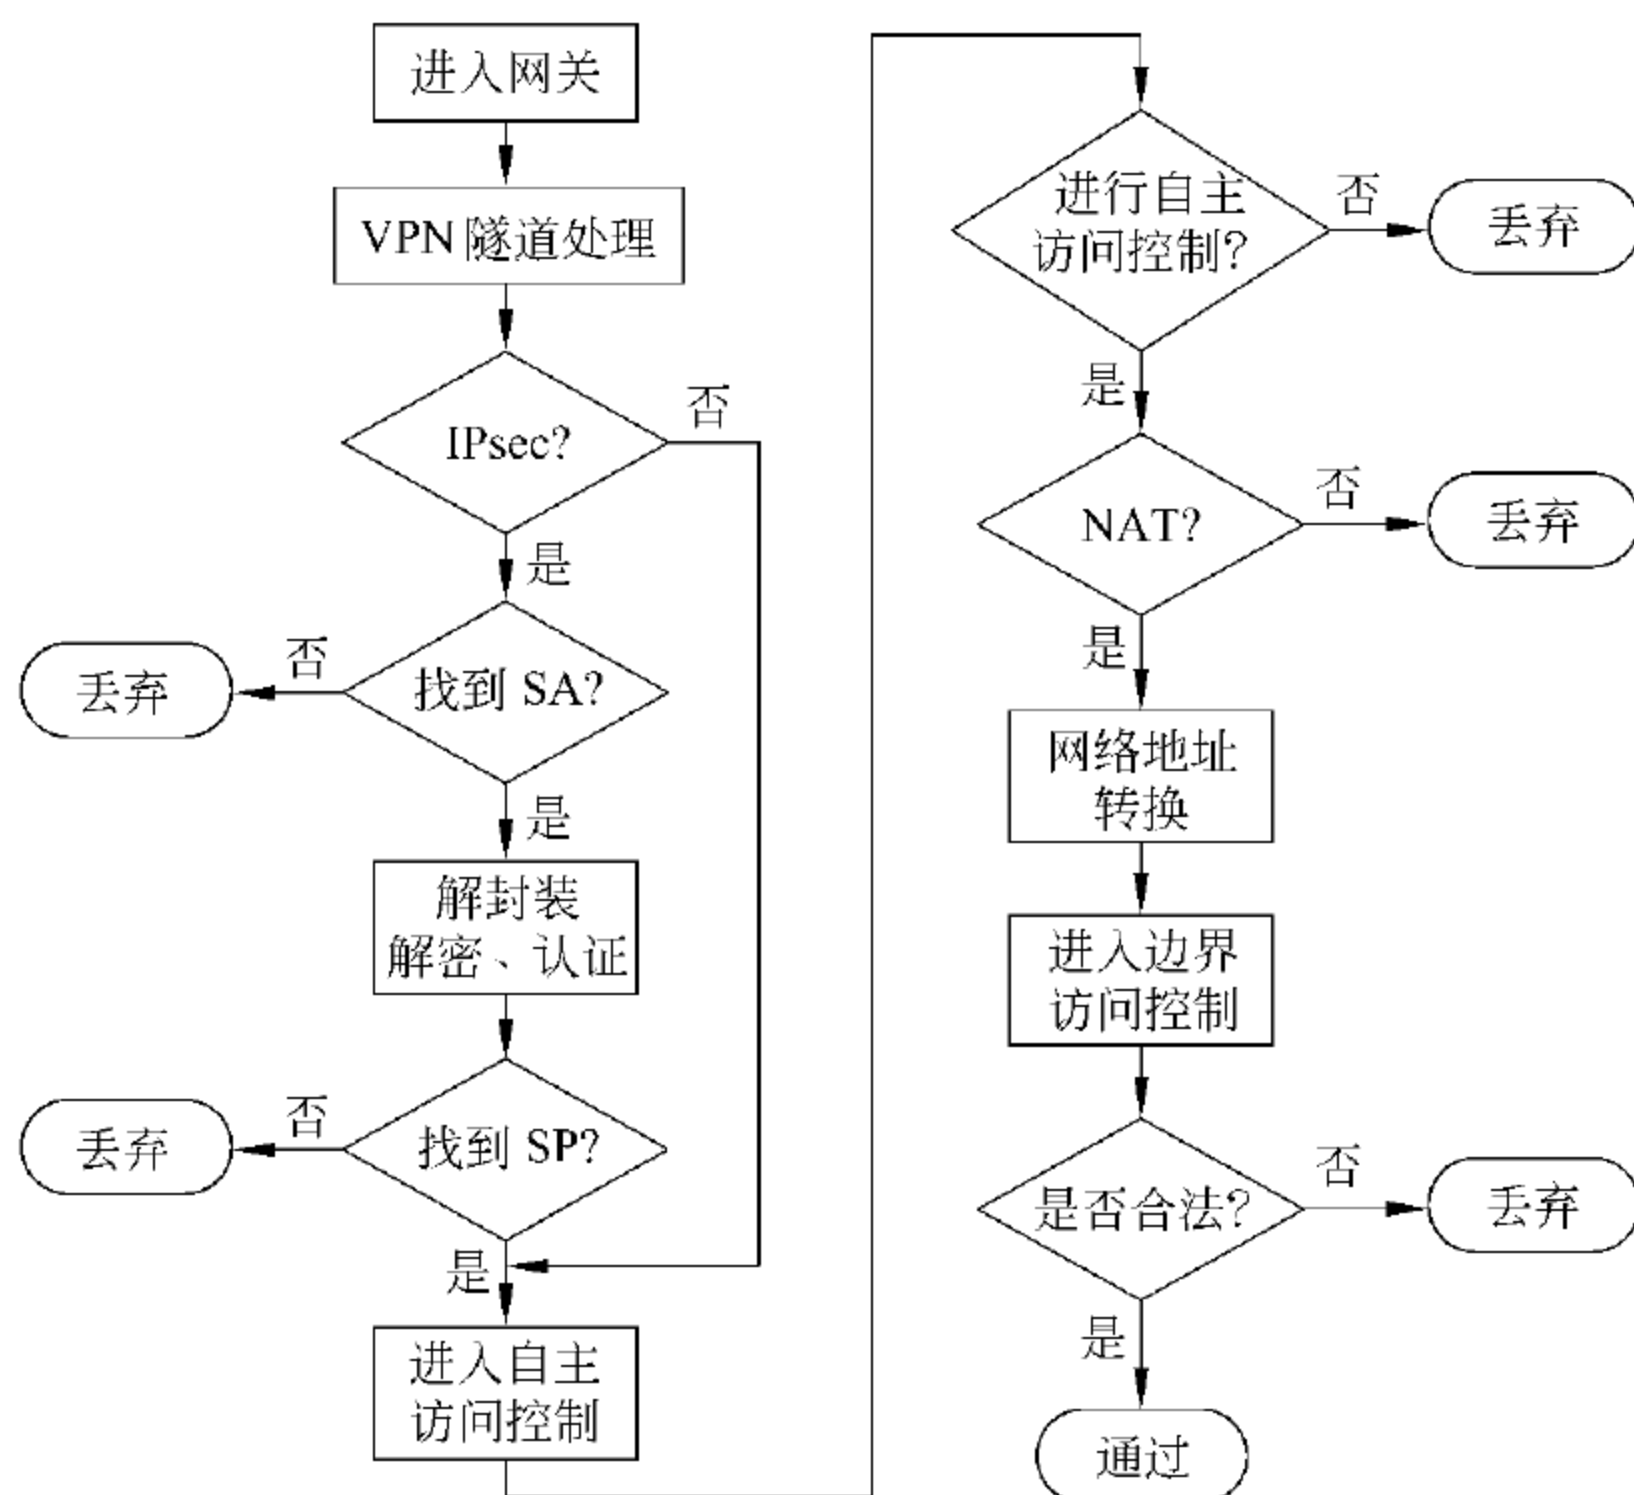 进入网关
VPN 隧道处理
IPsec?
否
是
找到 SA?
否
丢弃
是
解封装
解密、认证
找到 SP?
否
丢弃
是
进入自主
访问控制
进行自主
访问控制?
否
丢弃
是
NAT?
否
丢弃
是
网络地址
转换
进入边界
访问控制
是否合法?
否
丢弃
是
通过